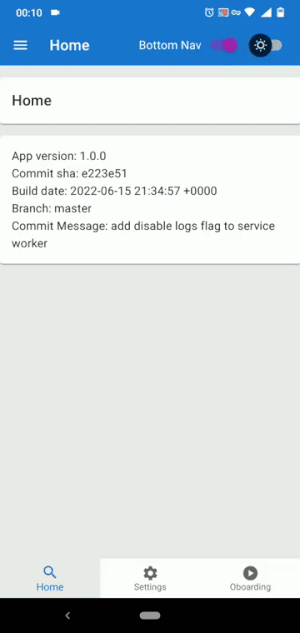 00:10
Home Bottom Nav
Home
App version: 1.0.0
Commit sha: e223e51
Build date: 2022-06-15 21:34:57 +0000
Branch: master
Commit Message: add disable logs flag to service
worker
Home Settings Oboarding